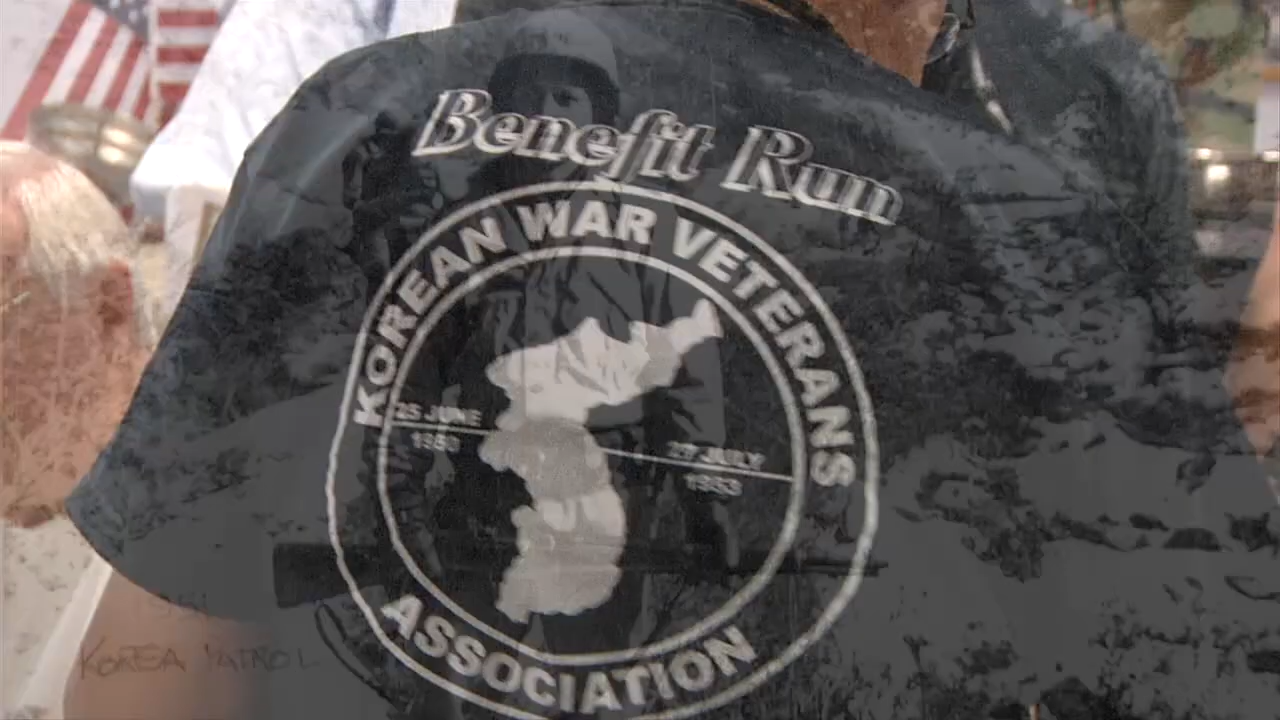 Benefit Run
KOREAN WAR VETERANS
25 JUNE
1950
27 JULY
1953
ASSOCIATION
KOREA PATROL